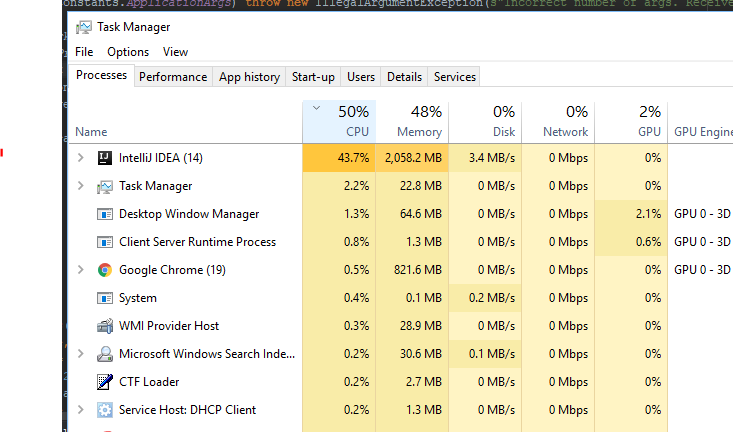 onstants.ApplicationArgs) throw new IllegalArgumentException(s"Incorrect number of args. Receive
Task Manager
File Options View
Processes Performance App history Start-up Users Details Services
50% 48% 0% 0% 2%
Name CPU Memory Disk Network GPU GPU Engine
IntelliJ IDEA (14) 43.7% 2,058.2 MB 3.4 MB/s 0 Mbps 0%
Task Manager 2.2% 22.8 MB 0 MB/s 0 Mbps 0%
Desktop Window Manager 1.3% 64.6 MB 0 MB/s 0 Mbps 2.1% GPU 0 - 3D
Client Server Runtime Process 0.8% 1.3 MB 0 MB/s 0 Mbps 0.6% GPU 0 - 3D
Google Chrome (19) 0.5% 821.6 MB 0 MB/s 0 Mbps 0% GPU 0 - 3D
System 0.4% 0.1 MB 0.2 MB/s 0 Mbps 0%
WMI Provider Host 0.3% 28.9 MB 0 MB/s 0 Mbps 0%
Microsoft Windows Search Inde... 0.2% 30.6 MB 0.1 MB/s 0 Mbps 0%
CTF Loader 0.2% 2.7 MB 0 MB/s 0 Mbps 0%
Service Host: DHCP Client 0.2% 1.3 MB 0 MB/s 0 Mbps 0%